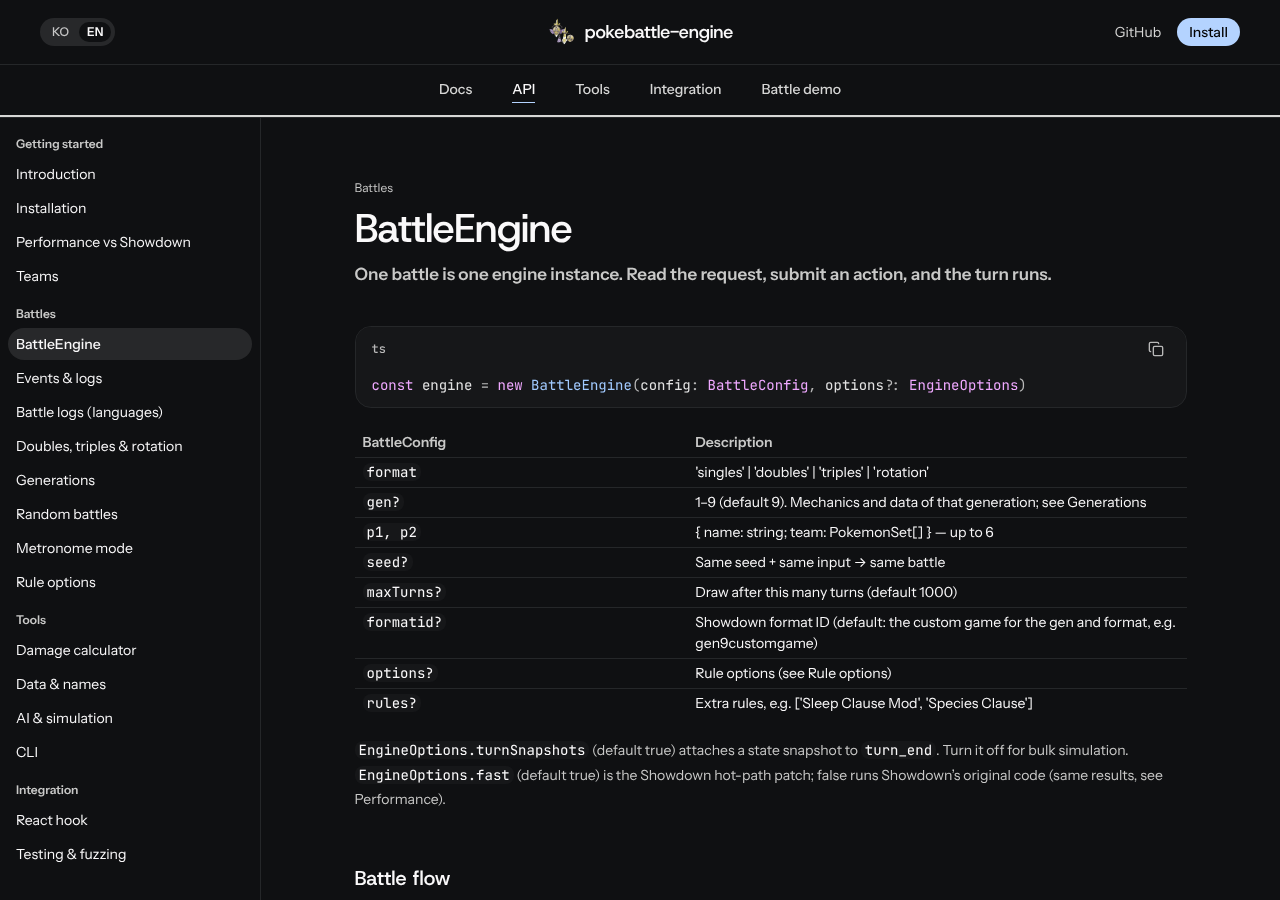 KO EN
pokebattle-engine
GitHub
Install
Docs
API
Tools
Integration
Battle demo
Getting started
Introduction
Installation
Performance vs Showdown
Teams
Battles
BattleEngine
Events & logs
Battle logs (languages)
Doubles, triples & rotation
Generations
Random battles
Metronome mode
Rule options
Tools
Damage calculator
Data & names
AI & simulation
CLI
Integration
React hook
Testing & fuzzing
Battles
BattleEngine
One battle is one engine instance. Read the request, submit an action, and the turn runs.
ts
const engine = new BattleEngine(config: BattleConfig, options?: EngineOptions)
BattleConfig Description
format 'singles' | 'doubles' | 'triples' | 'rotation'
gen? 1–9 (default 9). Mechanics and data of that generation; see Generations
p1, p2 { name: string; team: PokemonSet[] } — up to 6
seed? Same seed + same input → same battle
maxTurns? Draw after this many turns (default 1000)
formatid? Showdown format ID (default: the custom game for the gen and format, e.g.
gen9customgame)
options? Rule options (see Rule options)
rules? Extra rules, e.g. ['Sleep Clause Mod', 'Species Clause']
EngineOptions.turnSnapshots (default true) attaches a state snapshot to turn_end. Turn it off for bulk simulation.
EngineOptions.fast (default true) is the Showdown hot-path patch; false runs Showdown's original code (same results, see
Performance).
Battle flow